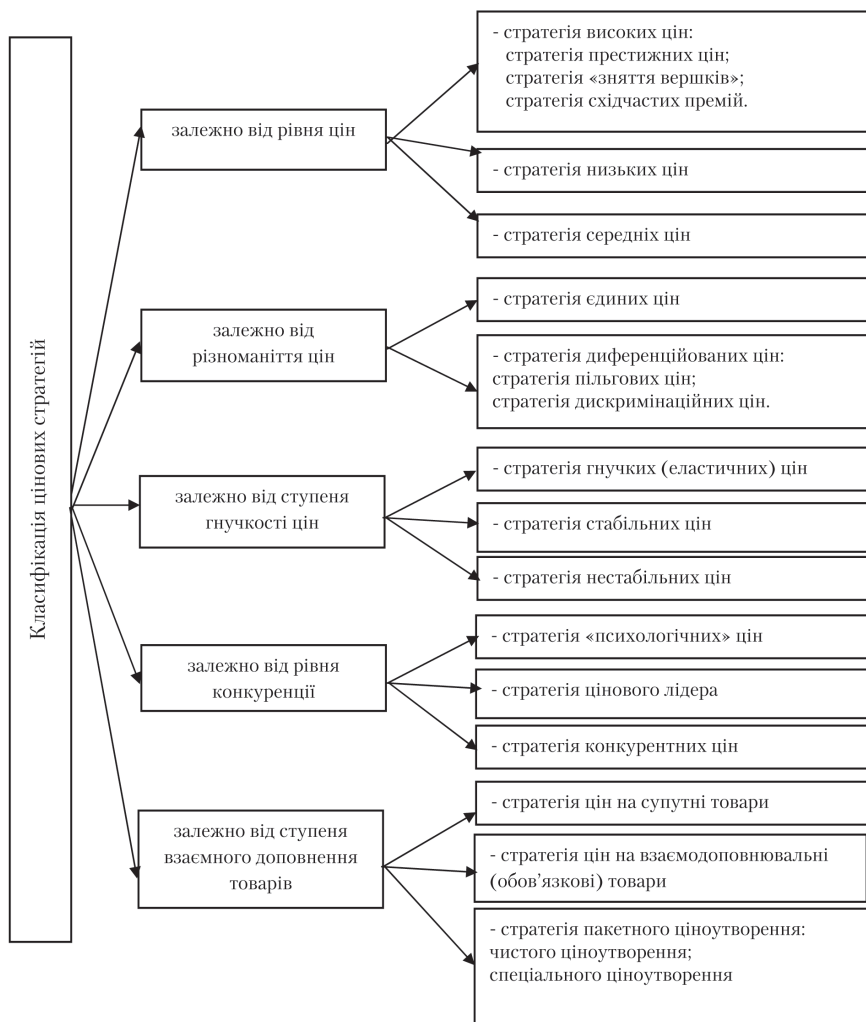 Класифікація цінових стратегій
залежно від рівня цін
- стратегія високих цін:
стратегія престижних цін;
стратегія «зняття вершків»;
стратегія східчастих премій.
- стратегія низьких цін
- стратегія середніх цін
залежно від
різноманіття цін
- стратегія єдиних цін
- стратегія диференційованих цін:
стратегія пільгових цін;
стратегія дискримінаційних цін.
залежно від ступеня
гнучкості цін
- стратегія гнучких (еластичних) цін
- стратегія стабільних цін
- стратегія нестабільних цін
залежно від рівня
конкуренції
- стратегія «психологічних» цін
- стратегія цінового лідера
- стратегія конкурентних цін
залежно від ступеня
взаємного доповнення
товарів
- стратегія цін на супутні товари
- стратегія цін на взаємодоповнювальні
(обов’язкові) товари
- стратегія пакетного ціноутворення:
чистого ціноутворення;
спеціального ціноутворення